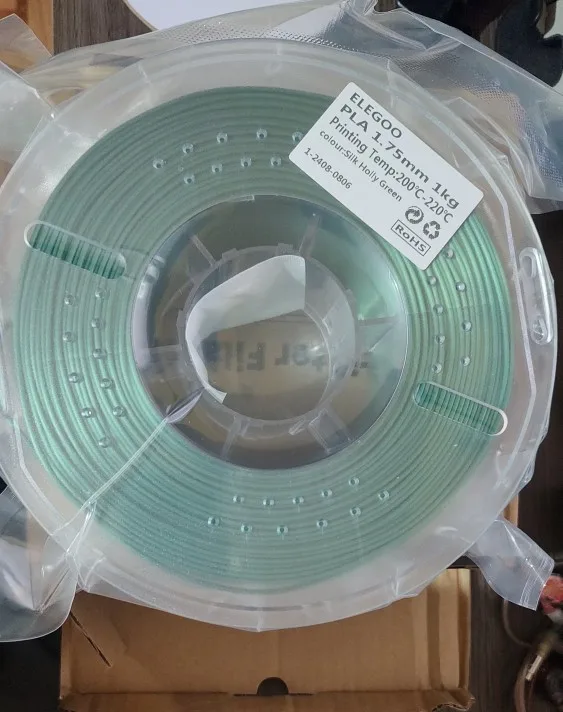 ELEGOO
PLA 1.75mm 1kg
Printing Temp:200℃-220℃
colour:Silk Holly Green
1-2408-0806
RoHS